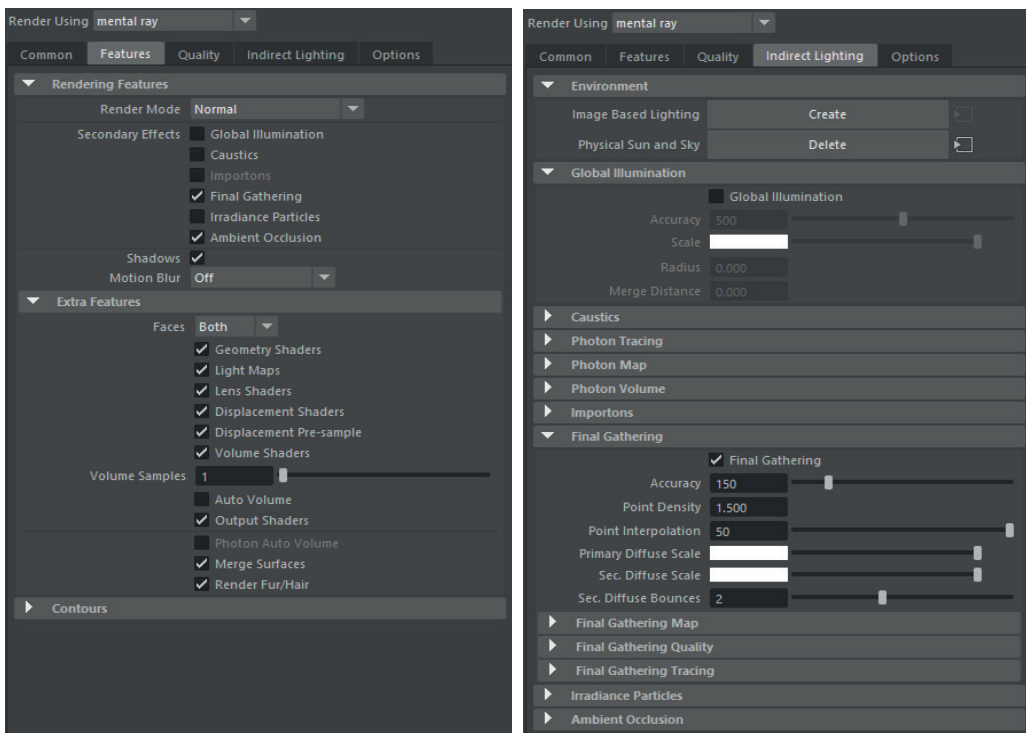 Render Using mental ray
Common Features Quality Indirect Lighting Options
Rendering Features
Render Mode Normal
Secondary Effects Global Illumination
Caustics
Importons
Final Gathering
Irradiance Particles
Ambient Occlusion
Shadows
Motion Blur Off
Extra Features
Faces Both
Geometry Shaders
Light Maps
Lens Shaders
Displacement Shaders
Displacement Pre-sample
Volume Shaders
Volume Samples 1
Auto Volume
Output Shaders
Photon Auto Volume
Merge Surfaces
Render Fur/Hair
Contours
Render Using mental ray
Common Features Quality Indirect Lighting Options
Environment
Image Based Lighting Create
Physical Sun and Sky Delete
Global Illumination
Global Illumination
Accuracy 500
Scale
Radius 0.000
Merge Distance 0.000
Caustics
Photon Tracing
Photon Map
Photon Volume
Importons
Final Gathering
Final Gathering
Accuracy 150
Point Density 1.500
Point Interpolation 50
Primary Diffuse Scale
Sec. Diffuse Scale
Sec. Diffuse Bounces 2
Final Gathering Map
Final Gathering Quality
Final Gathering Tracing
Irradiance Particles
Ambient Occlusion